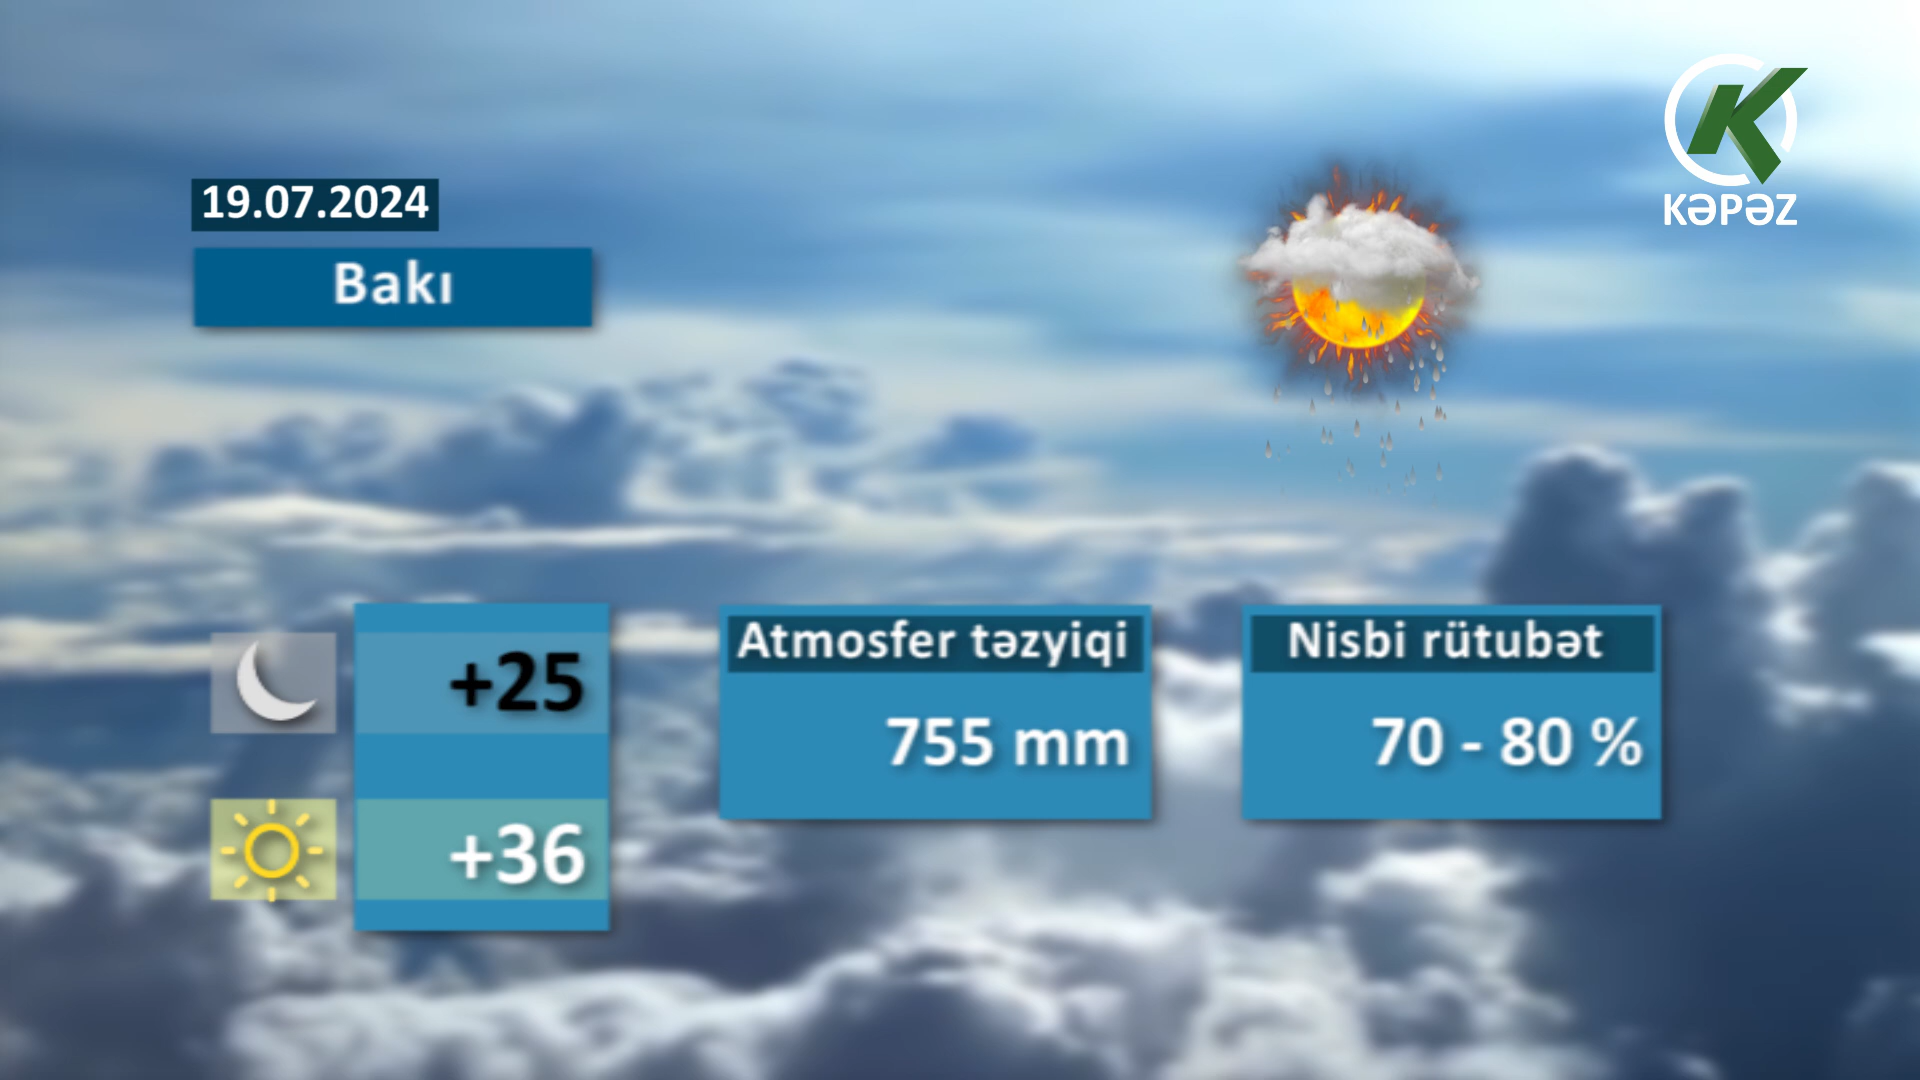 KƏPƏZ
19.07.2024
Bakı
+25
+36
Atmosfer təzyiqi
755 mm
Nisbi rütubət
70 - 80 %